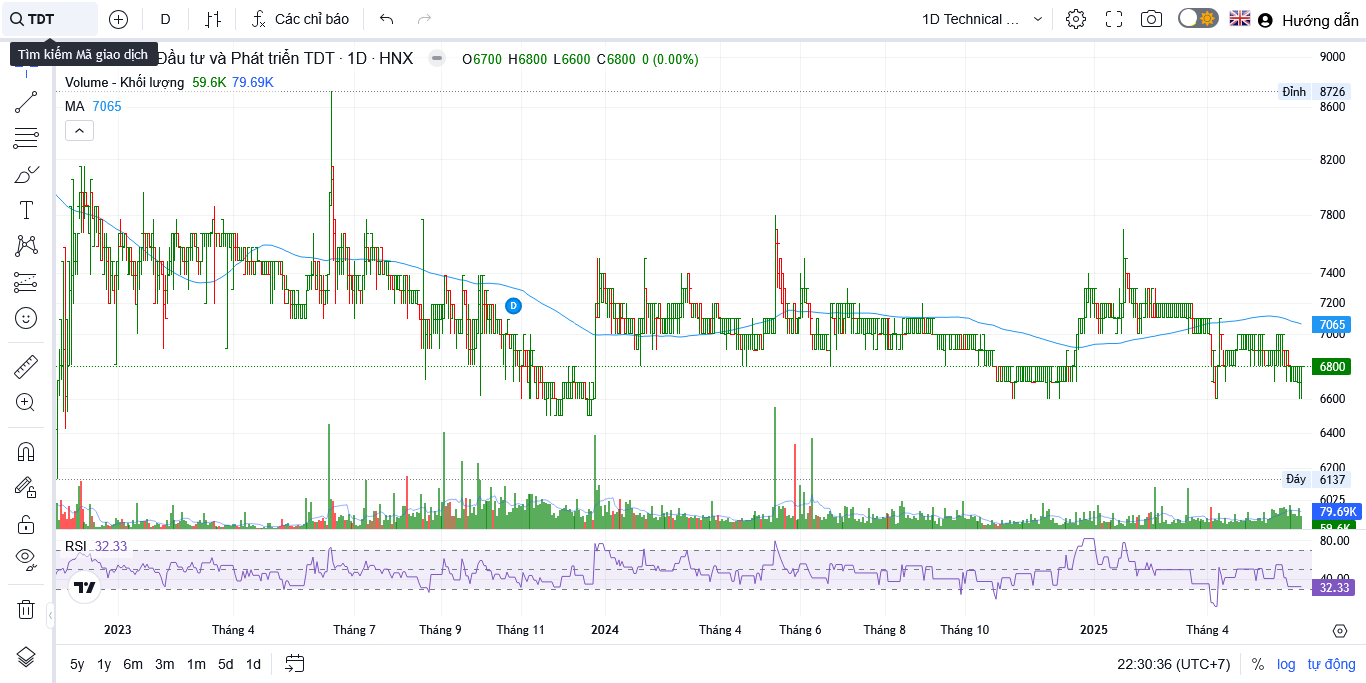 TDT
D
Các chỉ báo
1D Technical ...
Hướng dẫn
Tìm kiếm Mã giao dịch
Đầu tư và Phát triển TDT · 1D · HNX
O6700 H6800 L6600 C6800 0 (0.00%)
Volume - Khối lượng 59.6K 79.69K
MA 7065
9000
Đỉnh 8726
8600
8200
7800
7400
7200
7065
7000
6800
6600
6400
6200
Đáy 6137
6025
79.69K
59.6K
D
RSI 32.33
80.00
40.00
32.33
2023 Tháng 4 Tháng 7 Tháng 9 Tháng 11 2024 Tháng 4 Tháng 6 Tháng 8 Tháng 10 2025 Tháng 4
5y 1y 6m 3m 1m 5d 1d
22:30:36 (UTC+7) % log tự động